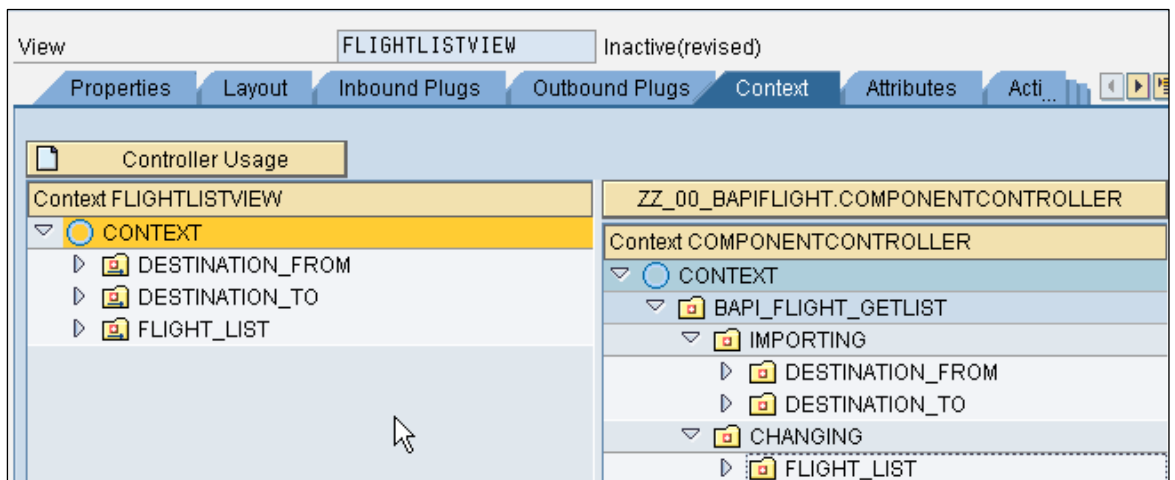 View FLIGHTLISTVIEW Inactive(revised)
Properties Layout Inbound Plugs Outbound Plugs Context Attributes Acti...
Controller Usage
Context FLIGHTLISTVIEW
CONTEXT
DESTINATION_FROM
DESTINATION_TO
FLIGHT_LIST
ZZ_00_BAPIFLIGHT.COMPONENTCONTROLLER
Context COMPONENTCONTROLLER
CONTEXT
BAPI_FLIGHT_GETLIST
IMPORTING
DESTINATION_FROM
DESTINATION_TO
CHANGING
FLIGHT_LIST